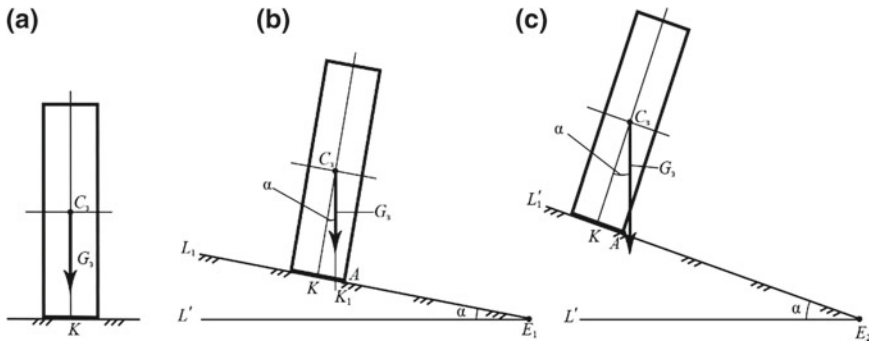 (a)
C₃
G₃
K
(b)
C₃
α
G₃
L₁
K
A
K₁
L′
α
E₁
(c)
C₃
α
G₃
L′₁
K
A
L′
α
E₂